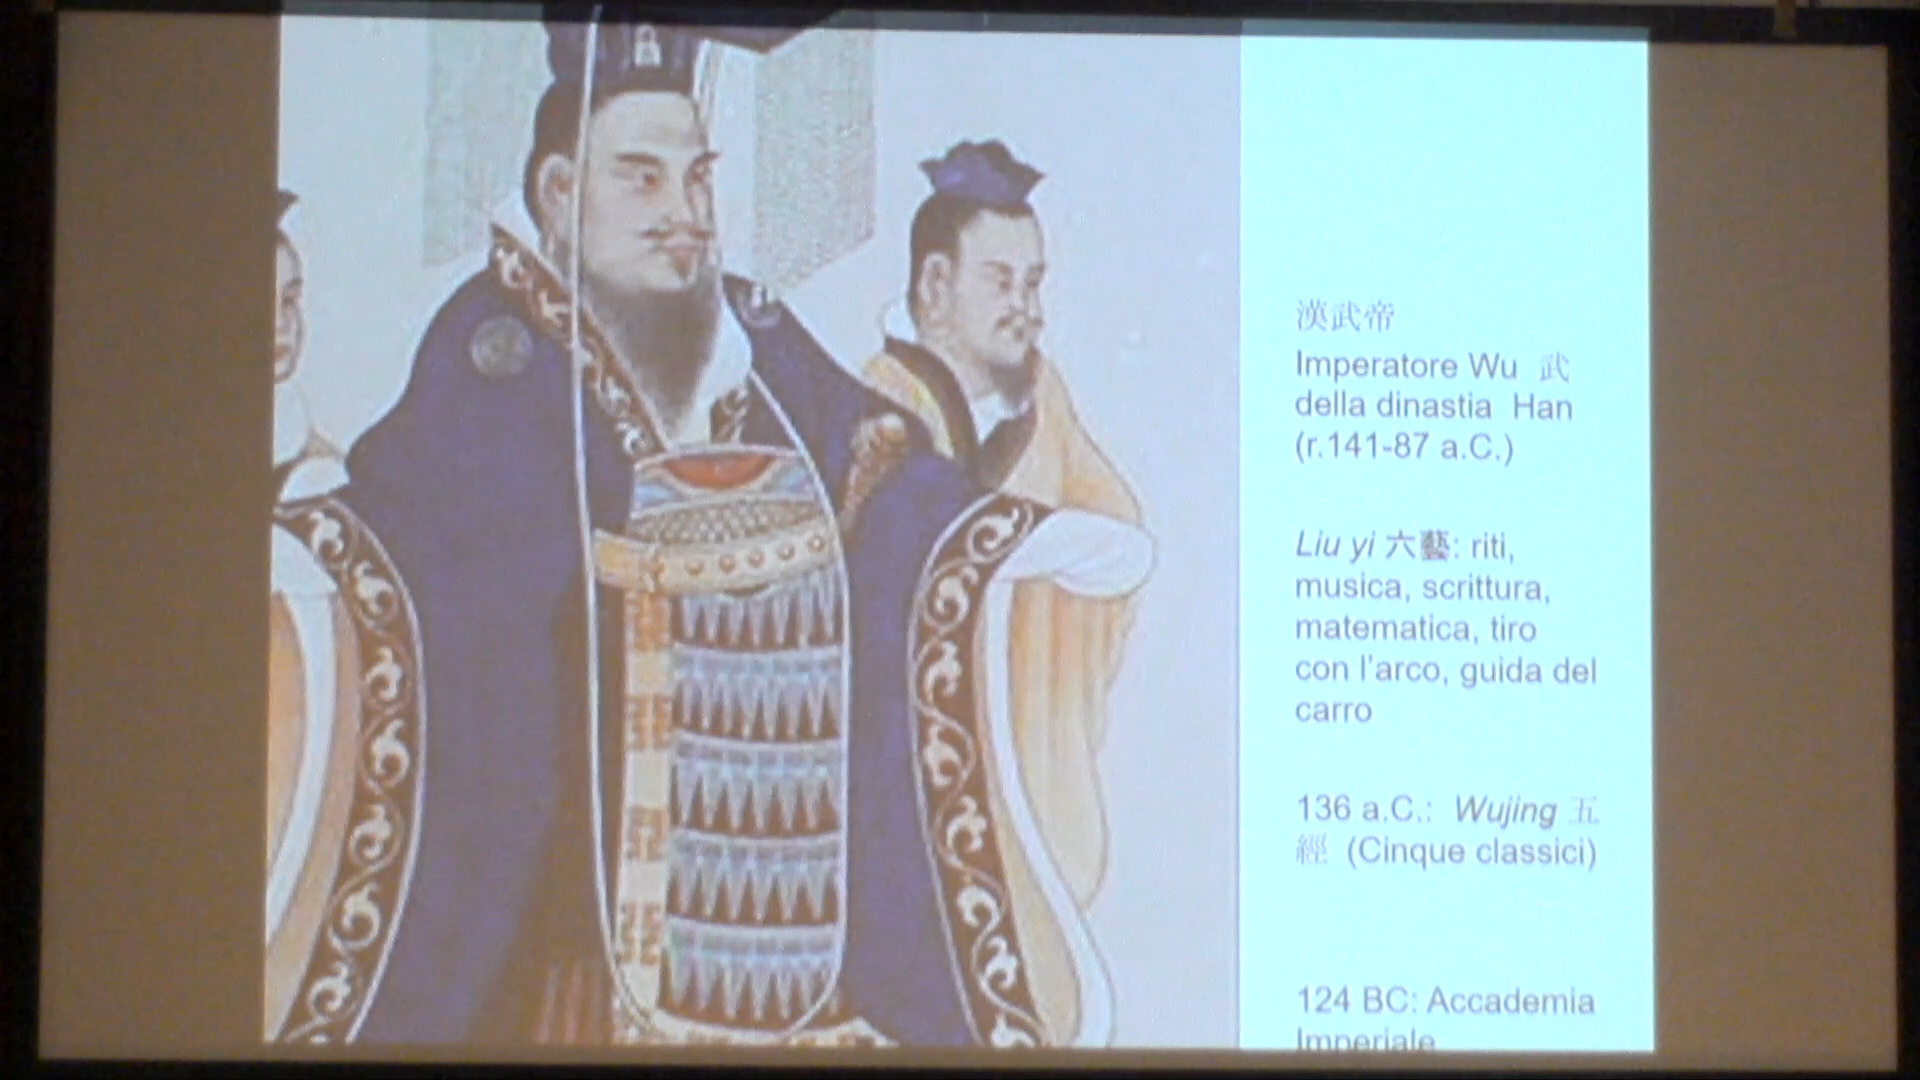 漢武帝
Imperatore Wu 武
della dinastia Han
(r.141-87 a.C.)
Liu yi 六藝: riti,
musica, scrittura,
matematica, tiro
con l'arco, guida del
carro
136 a.C.: Wujing 五
經 (Cinque classici)
124 BC: Accademia
Imperiale